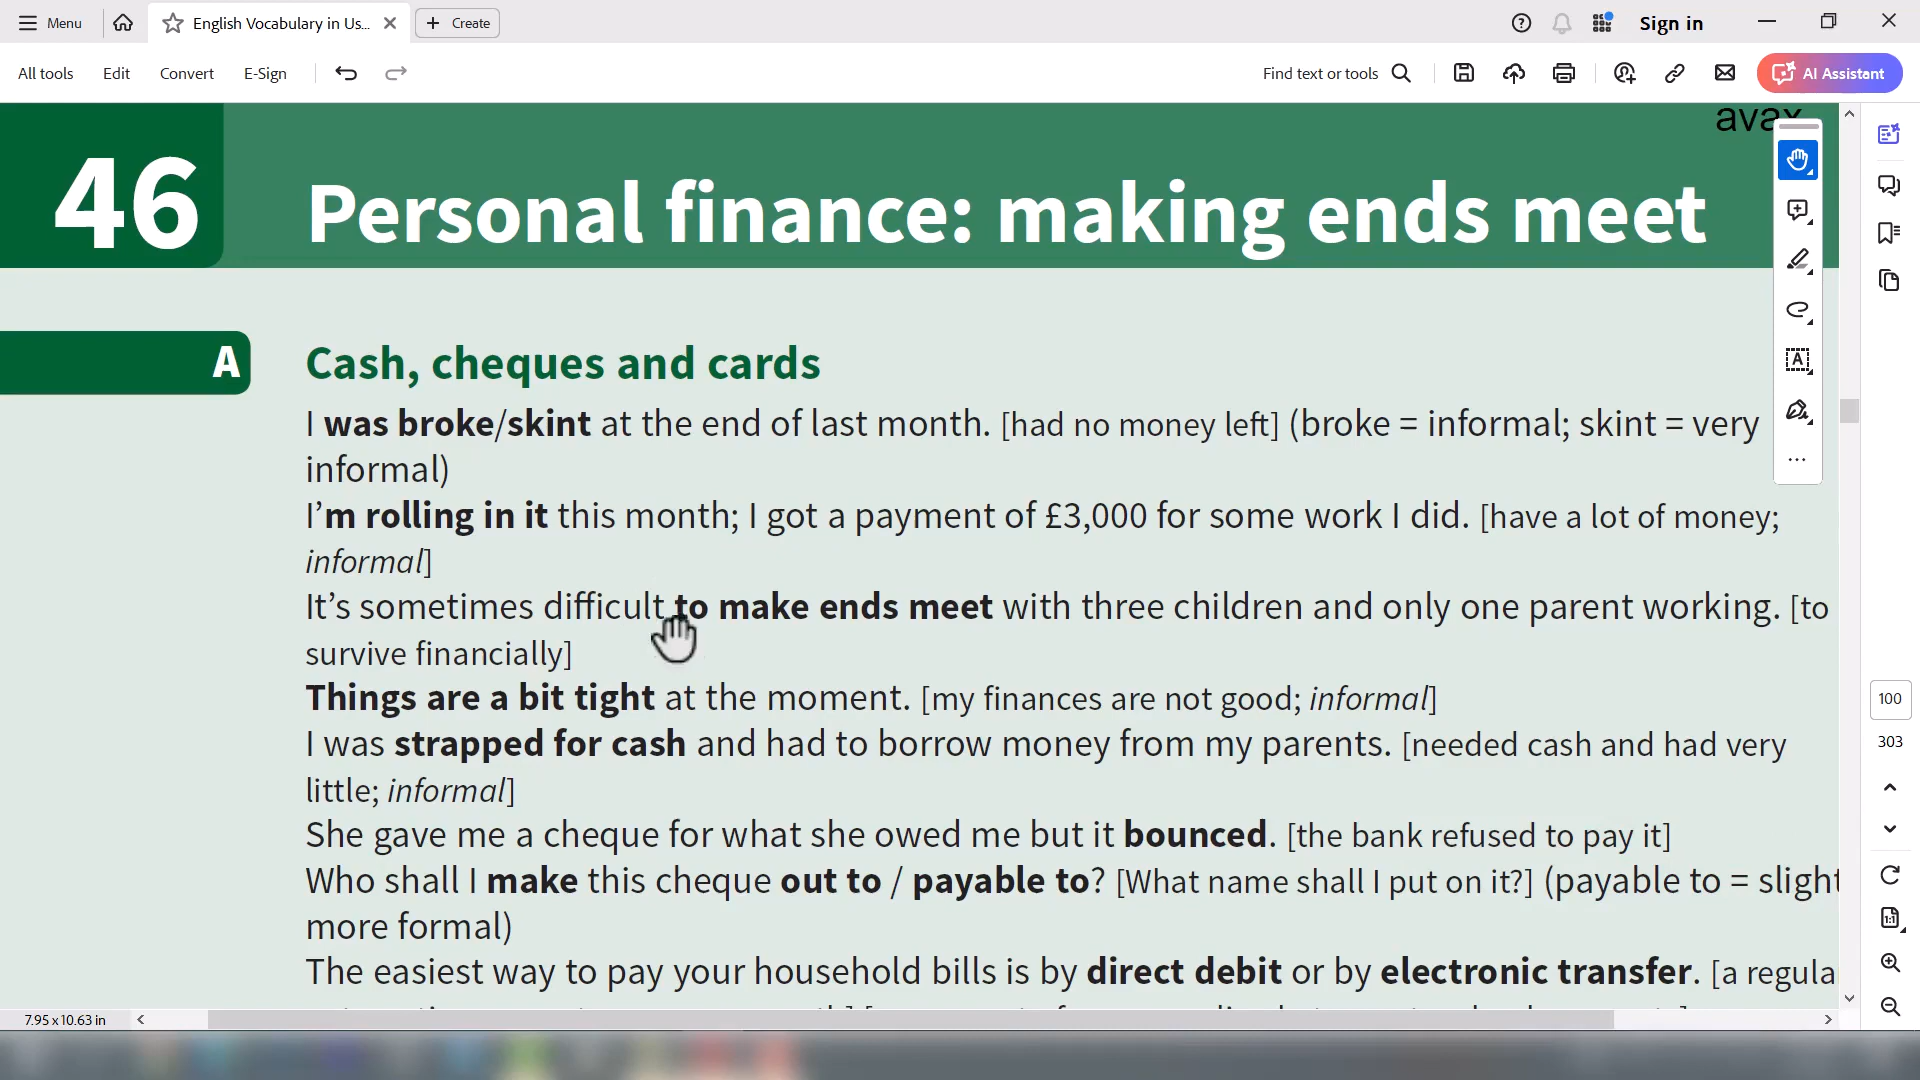 Menu
English Vocabulary in Us...
Create
Sign in
All tools
Edit
Convert
E-Sign
Find text or tools
AI Assistant
46
Personal finance: making ends meet
A
Cash, cheques and cards
I was broke/skint at the end of last month. [had no money left] (broke = informal; skint = very
informal)
I'm rolling in it this month; I got a payment of £3,000 for some work I did. [have a lot of money;
informal]
It's sometimes difficult to make ends meet with three children and only one parent working. [to
survive financially]
Things are a bit tight at the moment. [my finances are not good; informal]
I was strapped for cash and had to borrow money from my parents. [needed cash and had very
little; informal]
She gave me a cheque for what she owed me but it bounced. [the bank refused to pay it]
Who shall I make this cheque out to / payable to? [What name shall I put on it?] (payable to = slight
more formal)
The easiest way to pay your household bills is by direct debit or by electronic transfer. [a regula
100
303
7.95 x 10.63 in